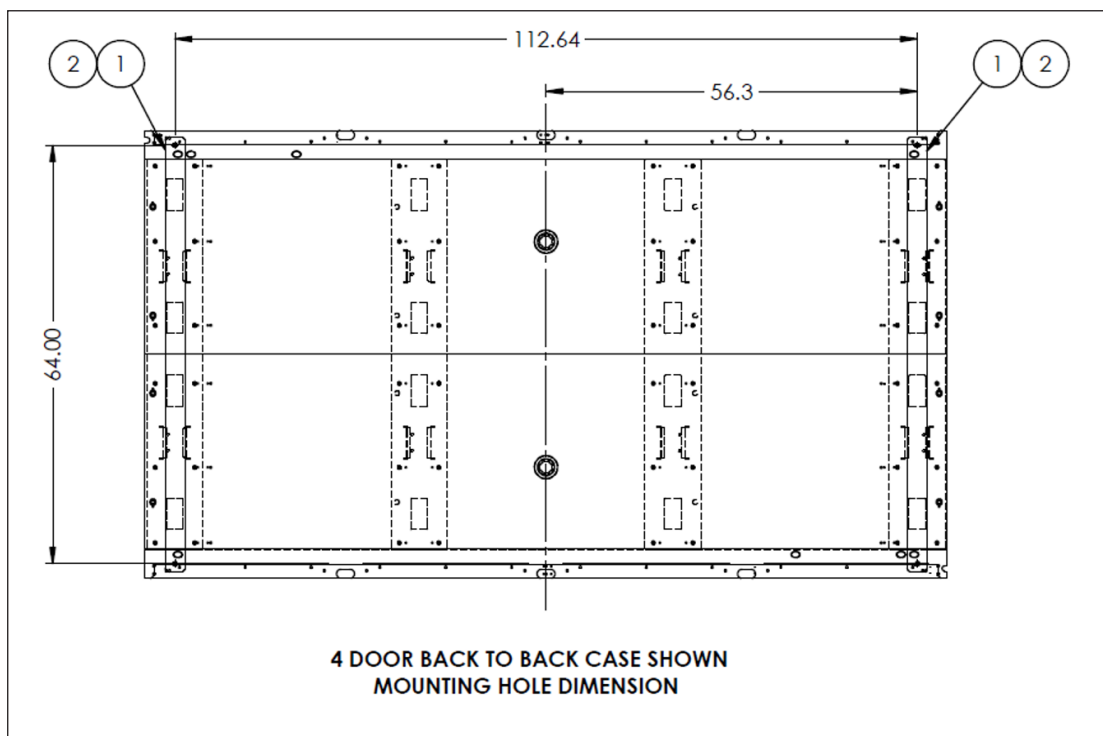 112.64
2 1
1 2
56.3
64.00
4 DOOR BACK TO BACK CASE SHOWN
MOUNTING HOLE DIMENSION